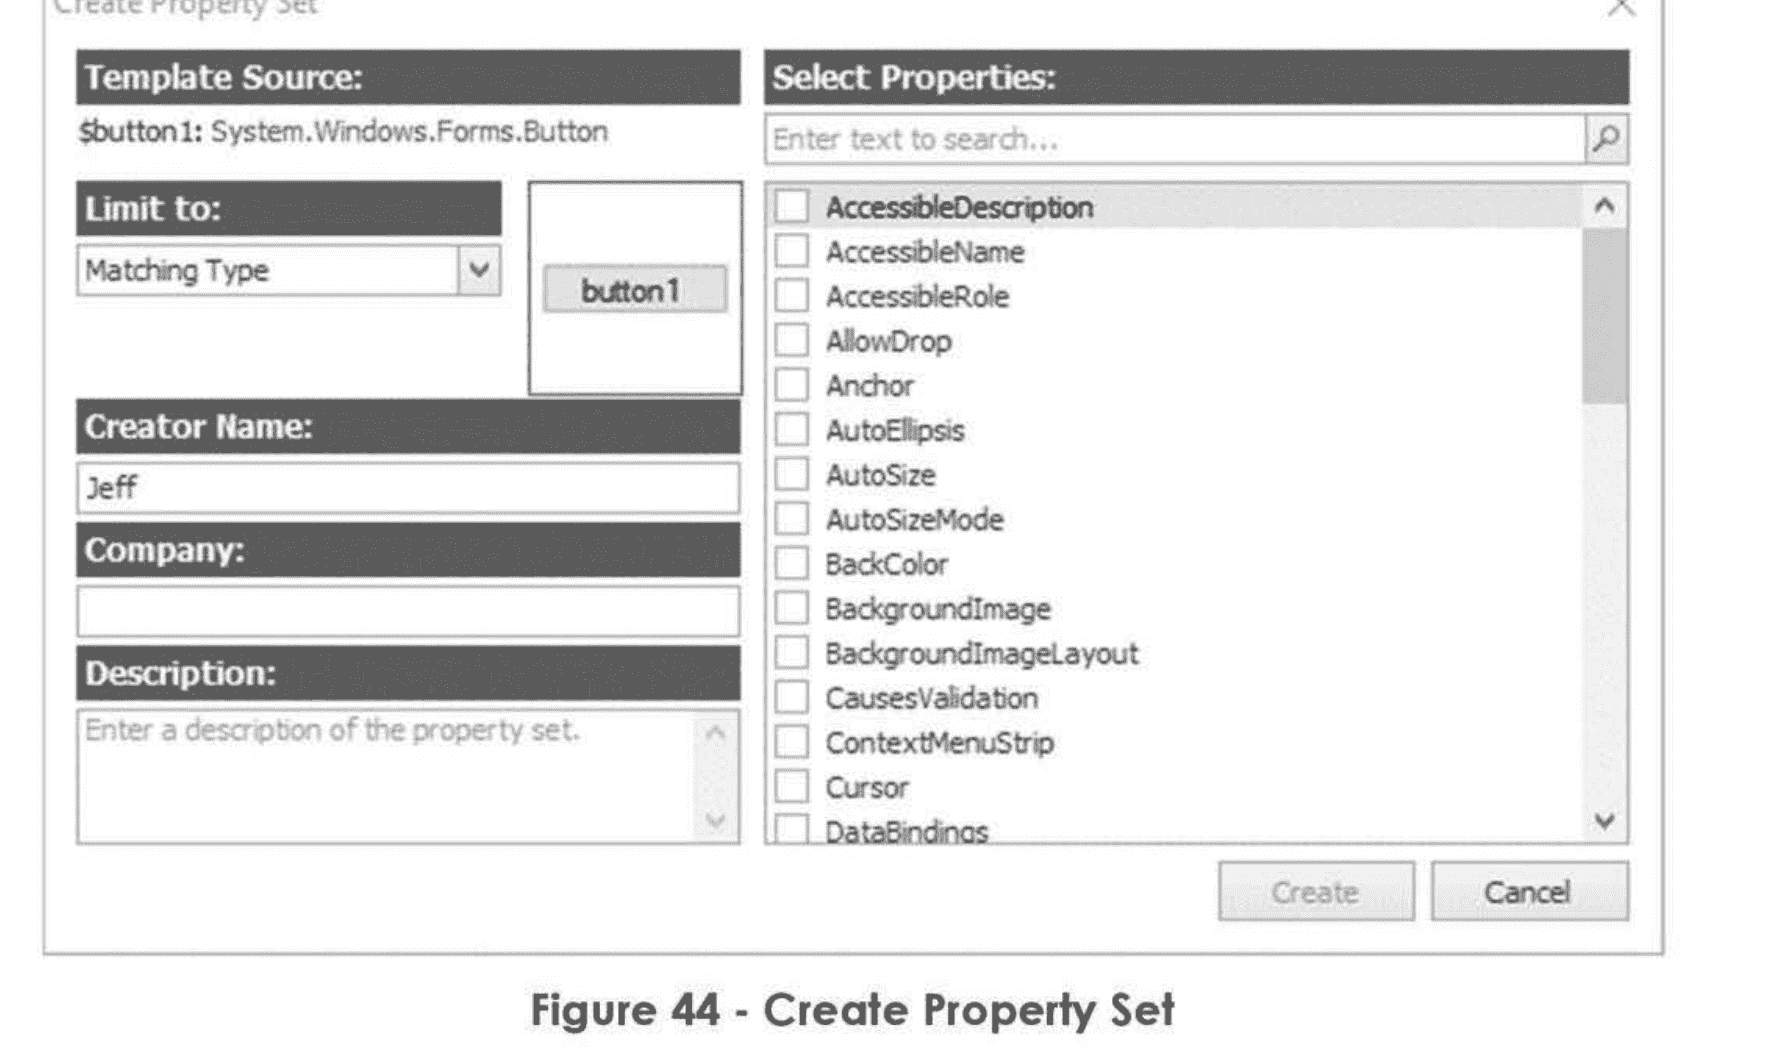 Create Property Set
Template Source:
$button1: System.Windows.Forms.Button
Limit to:
Matching Type
button1
Creator Name:
Jeff
Company:
Description:
Enter a description of the property set.
Select Properties:
Enter text to search...
AccessibleDescription
AccessibleName
AccessibleRole
AllowDrop
Anchor
AutoEllipsis
AutoSize
AutoSizeMode
BackColor
BackgroundImage
BackgroundImageLayout
CausesValidation
ContextMenuStrip
Cursor
DataBindings
Create
Cancel
Figure 44 - Create Property Set